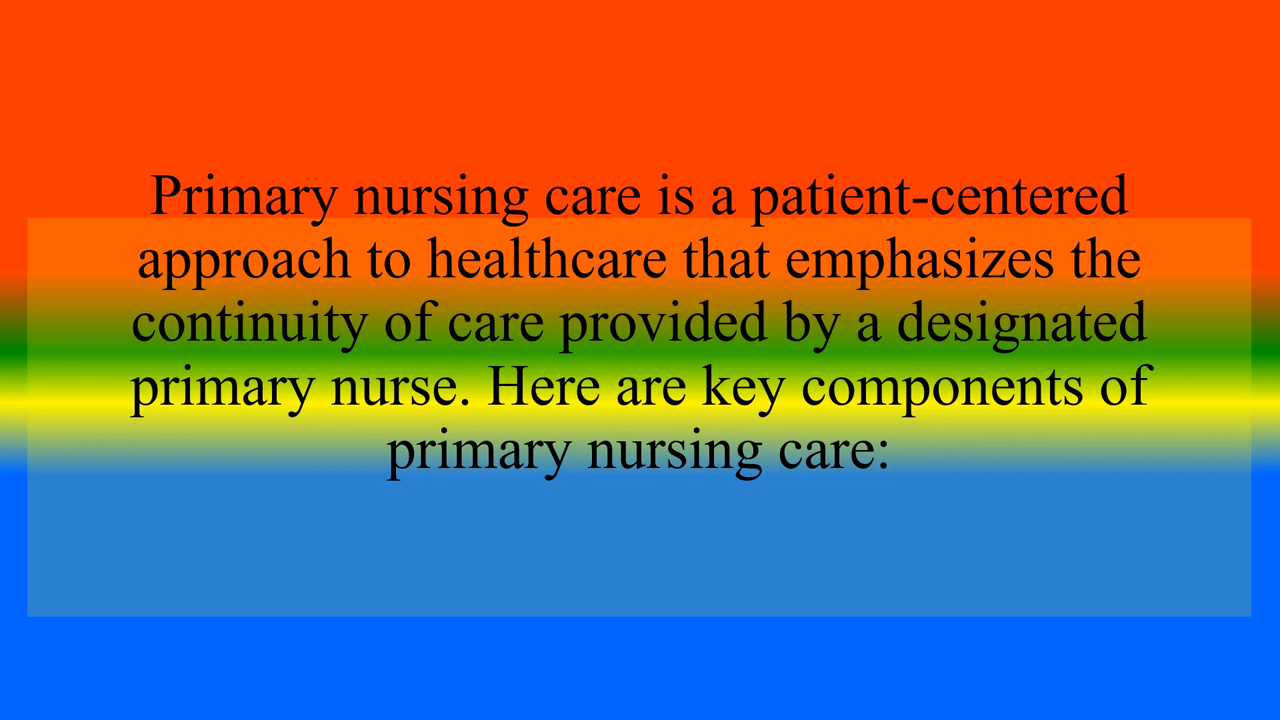 Primary nursing care is a patient-centered
approach to healthcare that emphasizes the
continuity of care provided by a designated
primary nurse. Here are key components of
primary nursing care: